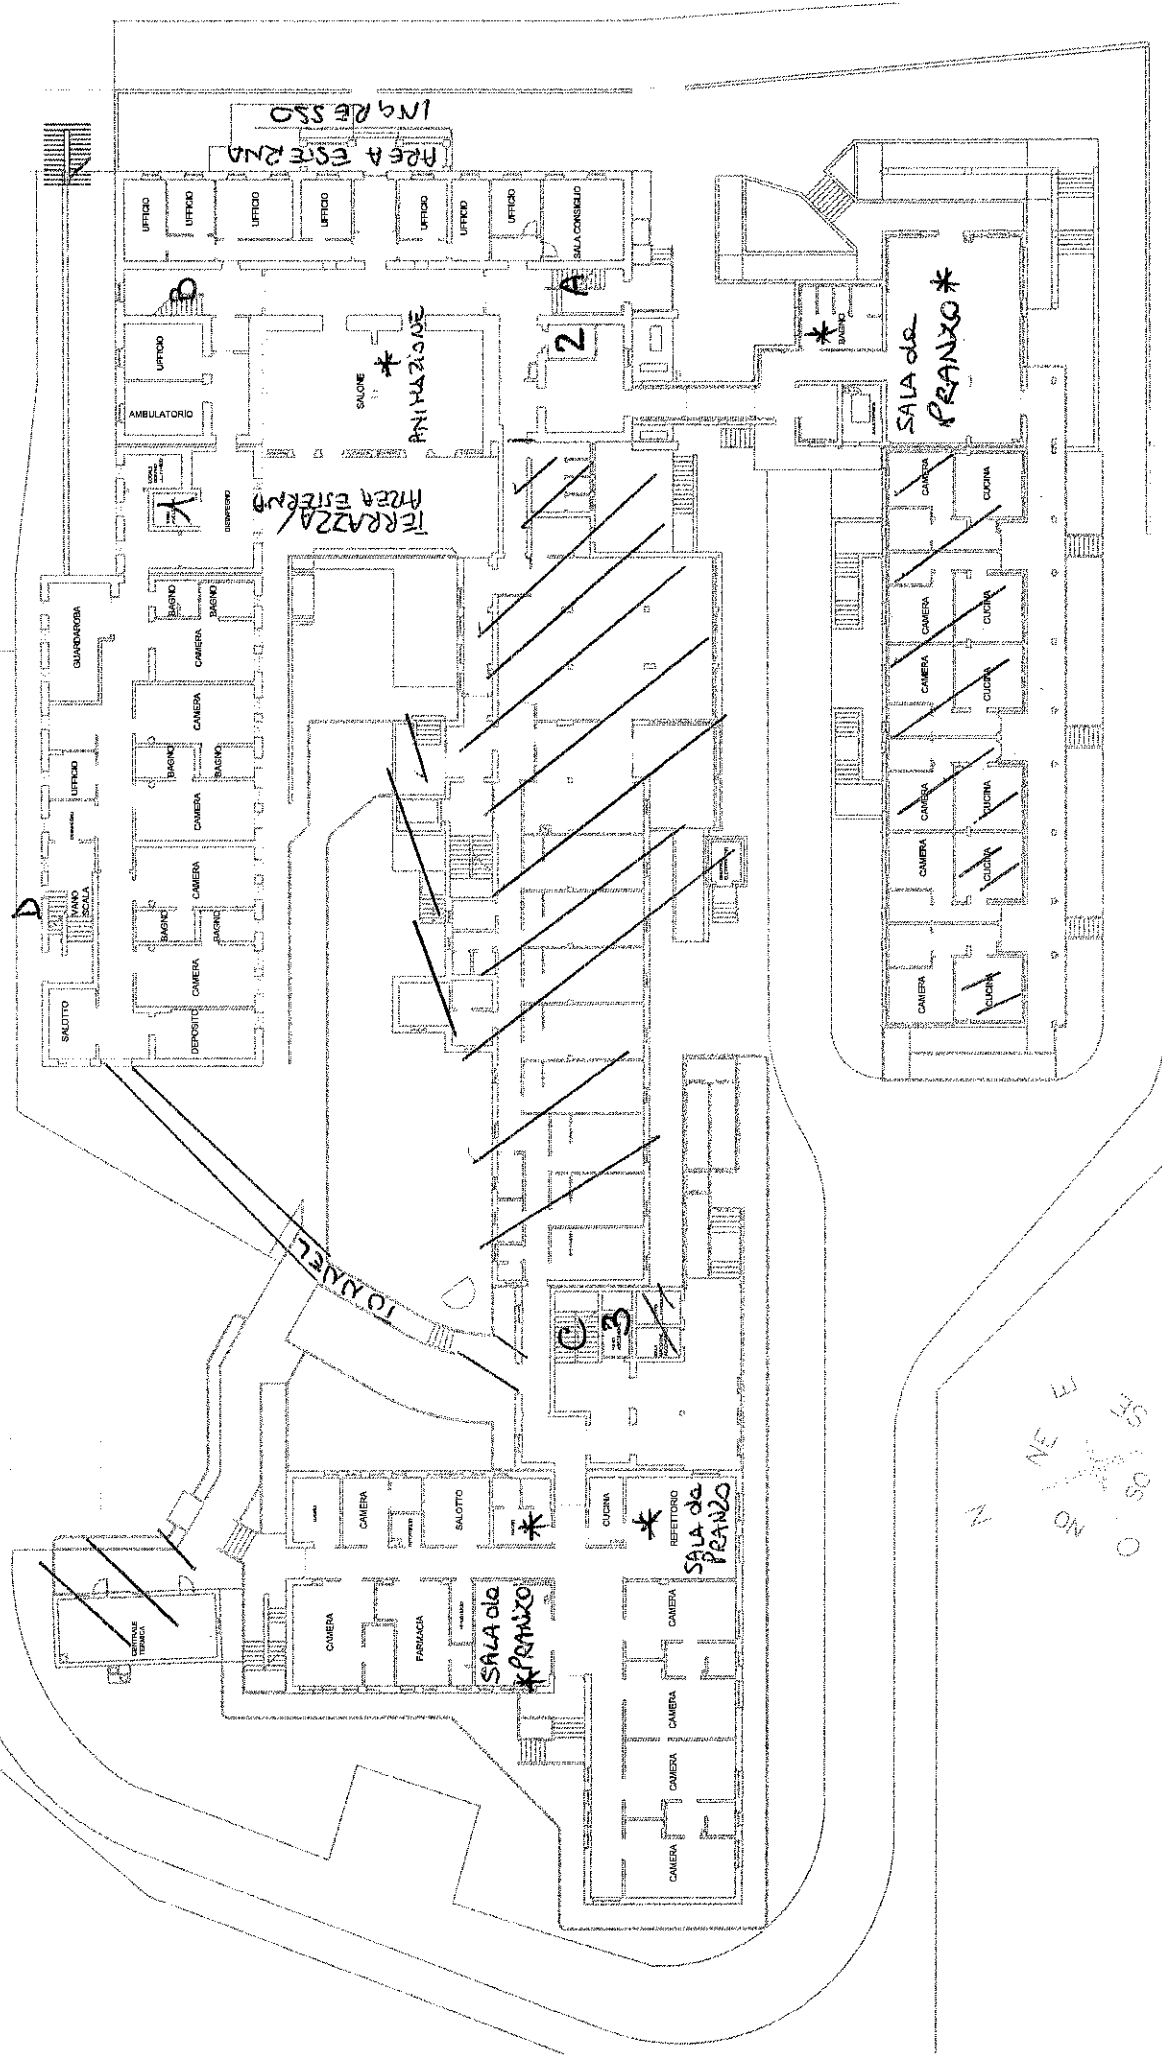 INGRESSO
AREA ESTERNA
UFFICIO
UFFICIO
UFFICIO
UFFICIO
UFFICIO
UFFICIO
UFFICIO
SALA CONSIGLIO
B
A
2
UFFICIO
AMBULATORIO
SALONE
*
ANIMAZIONE
*
DISIMPEGNO
TERRAZZA/
AREA ESTERNA
*
BAGNO
SALA da
PRANZO *
GUARDAROBA
BAGNO
BAGNO
CAMERA
CAMERA
UFFICIO
BAGNO
BAGNO
CAMERA
D
VANO
SCALA
CAMERA
BAGNO
BAGNO
SALOTTO
CAMERA
DEPOSITO
CAMERA
CUCINA
CAMERA
CUCINA
CAMERA
CUCINA
CAMERA
CUCINA
CAMERA
CUCINA
CAMERA
CUCINA
TONNEL
C
3
CAMERA
SALOTTO
*
CUCINA
*
REFETTORIO
SALA da
PRANZO
CENTRALE
TERMICA
CAMERA
FARMACIA
SALA da
*PRANZO
CAMERA
CAMERA
CAMERA
CAMERA
N
NE
E
SE
SO
O
NO